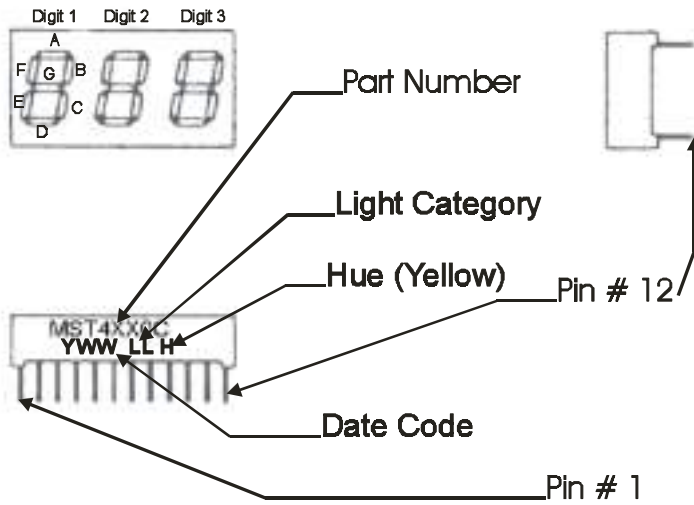 Digit 1 Digit 2 Digit 3
A
F G B
E C
D
Part Number
Light Category
Hue (Yellow)
Pin # 12
MST4XX0C
YWW LL H
Date Code
Pin # 1